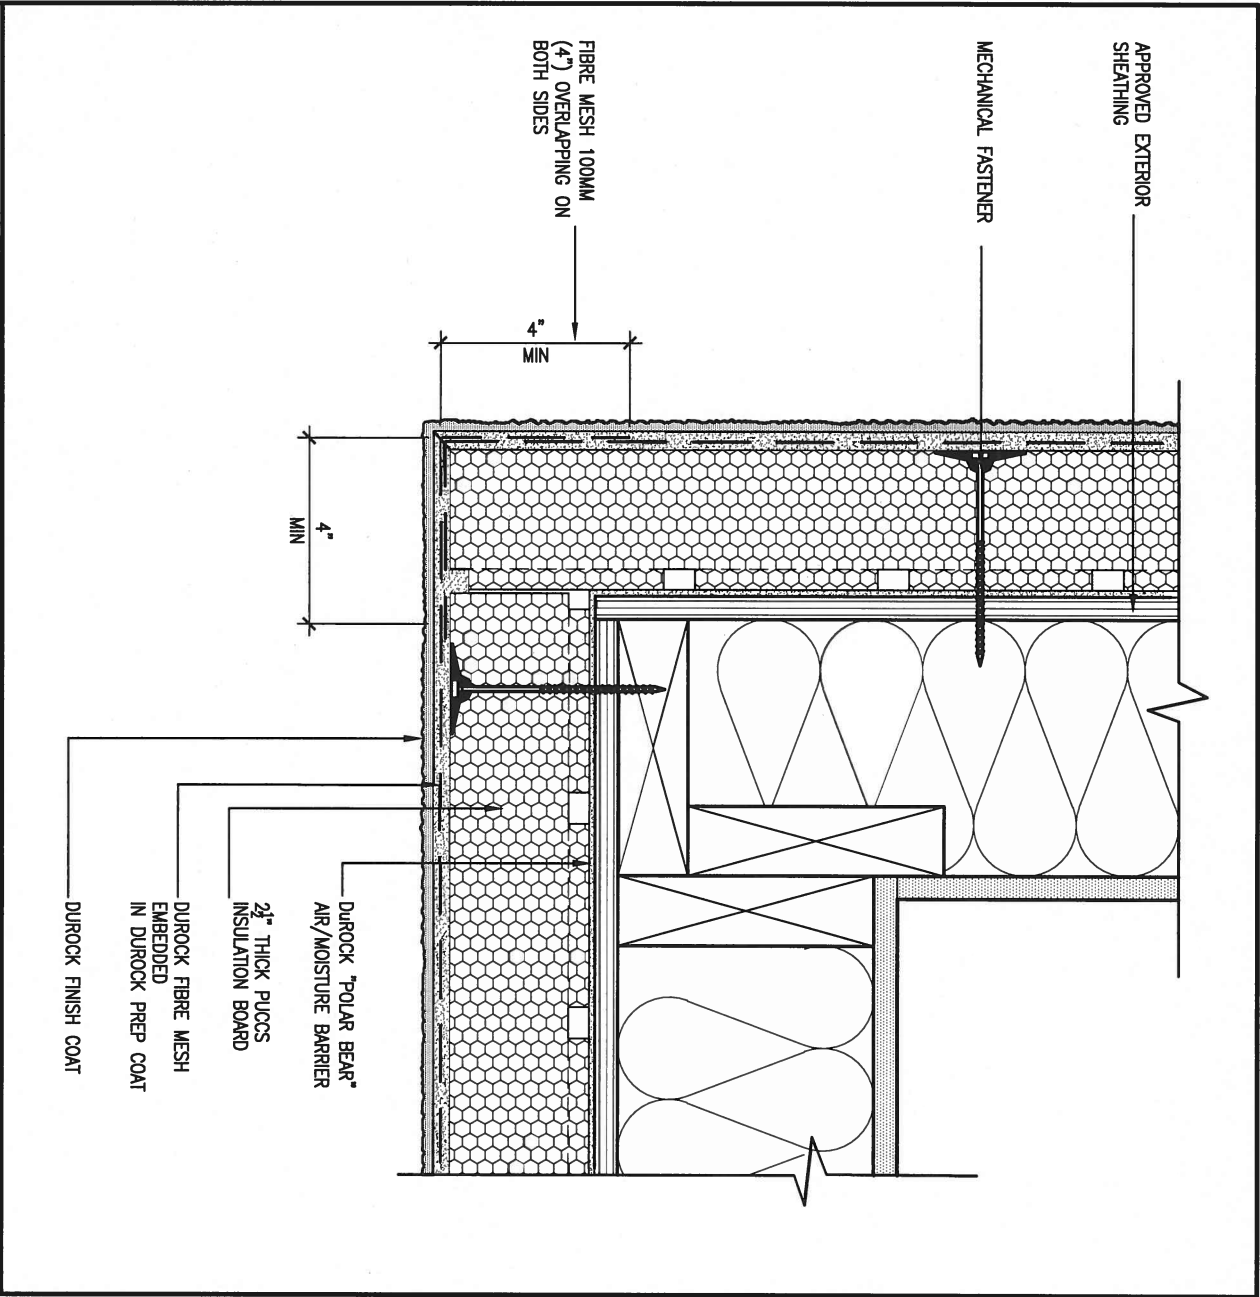 APPROVED EXTERIOR
SHEATHING
MECHANICAL FASTENER
FIBRE MESH 100MM
(4") OVERLAPPING ON
BOTH SIDES
4"
MIN
4"
MIN
DuROCK "POLAR BEAR"
AIR/MOISTURE BARRIER
2½" THICK PUCCS
INSULATION BOARD
DUROCK FIBRE MESH
EMBEDDED
IN DUROCK PREP COAT
DUROCK FINISH COAT